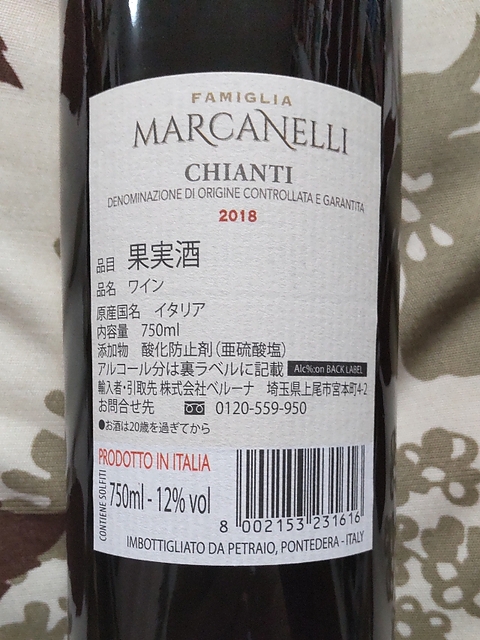 FAMIGLIA
MARCANELLI
CHIANTI
DENOMINAZIONE DI ORIGINE CONTROLLATA E GARANTITA
2018
品目 果実酒
品名 ワイン
原産国名 イタリア
内容量 750ml
添加物 酸化防止剤(亜硫酸塩)
アルコール分は裏ラベルに記載 Alc%:on BACK LABEL
輸入者・引取先 株式会社ベルーナ 埼玉県上尾市宮本町4-2
お問合せ先 0120-559-950
●お酒は20歳を過ぎてから
PRODOTTO IN ITALIA
CONTIENE SOLFITI
750ml - 12% vol
8 002153 231616
IMBOTTIGLIATO DA PETRAIO, PONTEDERA - ITALY